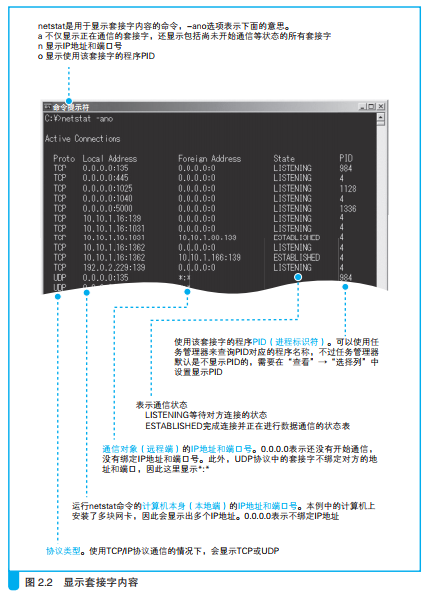 netstat是用于显示套接字内容的命令，–ano选项表示下面的意思。
a 不仅显示正在通信的套接字，还显示包括尚未开始通信等状态的所有套接字
n 显示IP地址和端口号
o 显示使用该套接字的程序PID
命令提示符
C:¥>netstat -ano
Active Connections
Proto Local Address Foreign Address State PID
TCP 0.0.0.0:135 0.0.0.0:0 LISTENING 984
TCP 0.0.0.0:445 0.0.0.0:0 LISTENING 4
TCP 0.0.0.0:1025 0.0.0.0:0 LISTENING 1128
TCP 0.0.0.0:1040 0.0.0.0:0 LISTENING 4
TCP 0.0.0.0:5000 0.0.0.0:0 LISTENING 1336
TCP 10.10.1.16:139 0.0.0.0:0 LISTENING 4
TCP 10.10.1.16:1031 0.0.0.0:0 LISTENING 4
TCP 10.10.1.16:1031 ESTABLISHED 4
TCP 10.10.1.16:1362 0.0.0.0:0 LISTENING 4
TCP 10.10.1.16:1362 10.10.1.166:139 ESTABLISHED 4
TCP 192.0.2.229:139 0.0.0.0:0 LISTENING 4
UDP 0.0.0.0:135 *:* 984
UDP
使用该套接字的程序PID（进程标识符）。可以使用任
务管理器来查询PID对应的程序名称，不过任务管理器
默认是不显示PID的，需要在“查看”→“选择列”中
设置显示PID
表示通信状态
LISTENING等待对方连接的状态
ESTABLISHED完成连接并正在进行数据通信的状态表
通信对象（远程端）的IP地址和端口号。0.0.0.0表示还没有开始通信，
没有绑定IP地址和端口号。此外，UDP协议中的套接字不绑定对方的地
址和端口，因此这里显示*:*
运行netstat命令的计算机本身（本地端）的IP地址和端口号。本例中的计算机上
安装了多块网卡，因此会显示出多个IP地址。0.0.0.0表示不绑定IP地址
协议类型。使用TCP/IP协议通信的情况下，会显示TCP或UDP
图 2.2 显示套接字内容